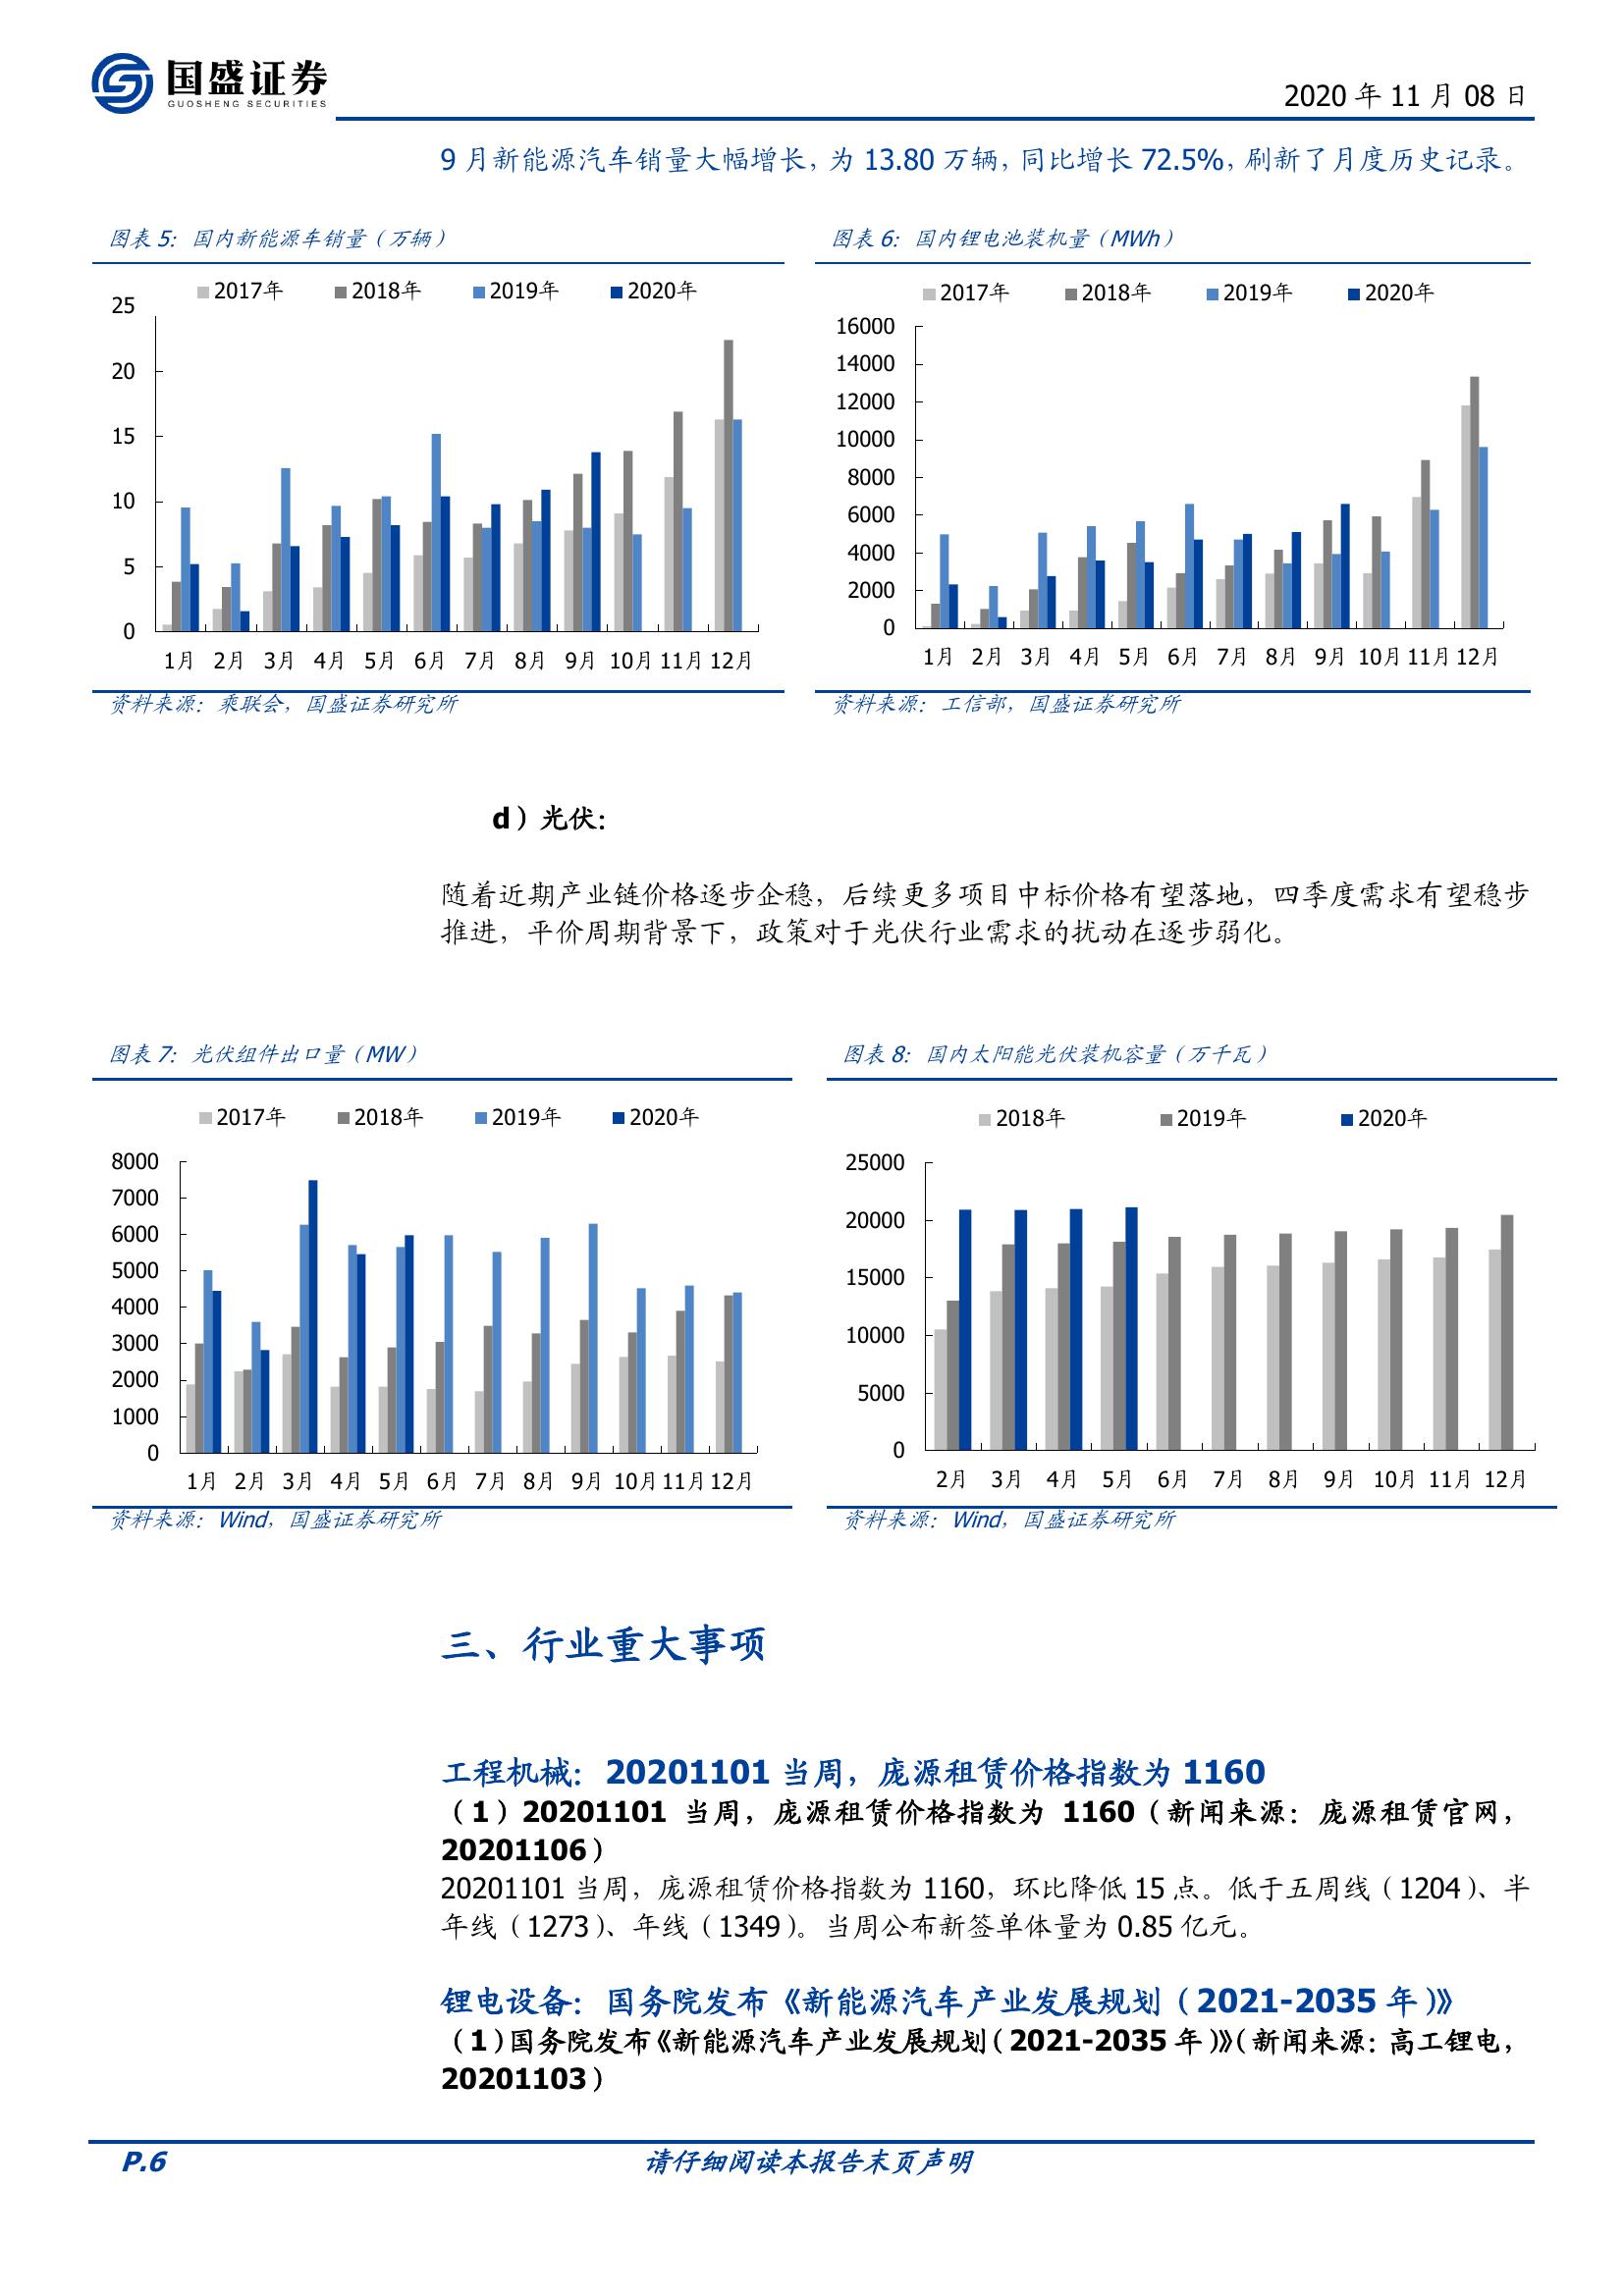 国盛证券
GUOSHENG SECURITIES
2020 年 11 月 08 日
9 月新能源汽车销量大幅增长，为 13.80 万辆，同比增长 72.5%，刷新了月度历史记录。
图表 5：国内新能源车销量（万辆）
2017年 2018年 2019年 2020年
25
20
15
10
5
0
1月 2月 3月 4月 5月 6月 7月 8月 9月 10月 11月 12月
资料来源：乘联会，国盛证券研究所
图表 6：国内锂电池装机量（MWh）
2017年 2018年 2019年 2020年
16000
14000
12000
10000
8000
6000
4000
2000
0
1月 2月 3月 4月 5月 6月 7月 8月 9月 10月 11月 12月
资料来源：工信部，国盛证券研究所
d）光伏：
随着近期产业链价格逐步企稳，后续更多项目中标价格有望落地，四季度需求有望稳步
推进，平价周期背景下，政策对于光伏行业需求的扰动在逐步弱化。
图表 7：光伏组件出口量（MW）
2017年 2018年 2019年 2020年
8000
7000
6000
5000
4000
3000
2000
1000
0
1月 2月 3月 4月 5月 6月 7月 8月 9月 10月 11月 12月
资料来源：Wind，国盛证券研究所
图表 8：国内太阳能光伏装机容量（万千瓦）
2018年 2019年 2020年
25000
20000
15000
10000
5000
0
2月 3月 4月 5月 6月 7月 8月 9月 10月 11月 12月
资料来源：Wind，国盛证券研究所
三、行业重大事项
工程机械：20201101 当周，庞源租赁价格指数为 1160
（1）20201101 当周，庞源租赁价格指数为 1160（新闻来源：庞源租赁官网，
20201106）
20201101 当周，庞源租赁价格指数为 1160，环比降低 15 点。低于五周线（1204）、半
年线（1273）、年线（1349）。当周公布新签单体量为 0.85 亿元。
锂电设备：国务院发布《新能源汽车产业发展规划（2021-2035 年）》
（1）国务院发布《新能源汽车产业发展规划（2021-2035 年）》（新闻来源：高工锂电，
20201103）
P.6
请仔细阅读本报告末页声明